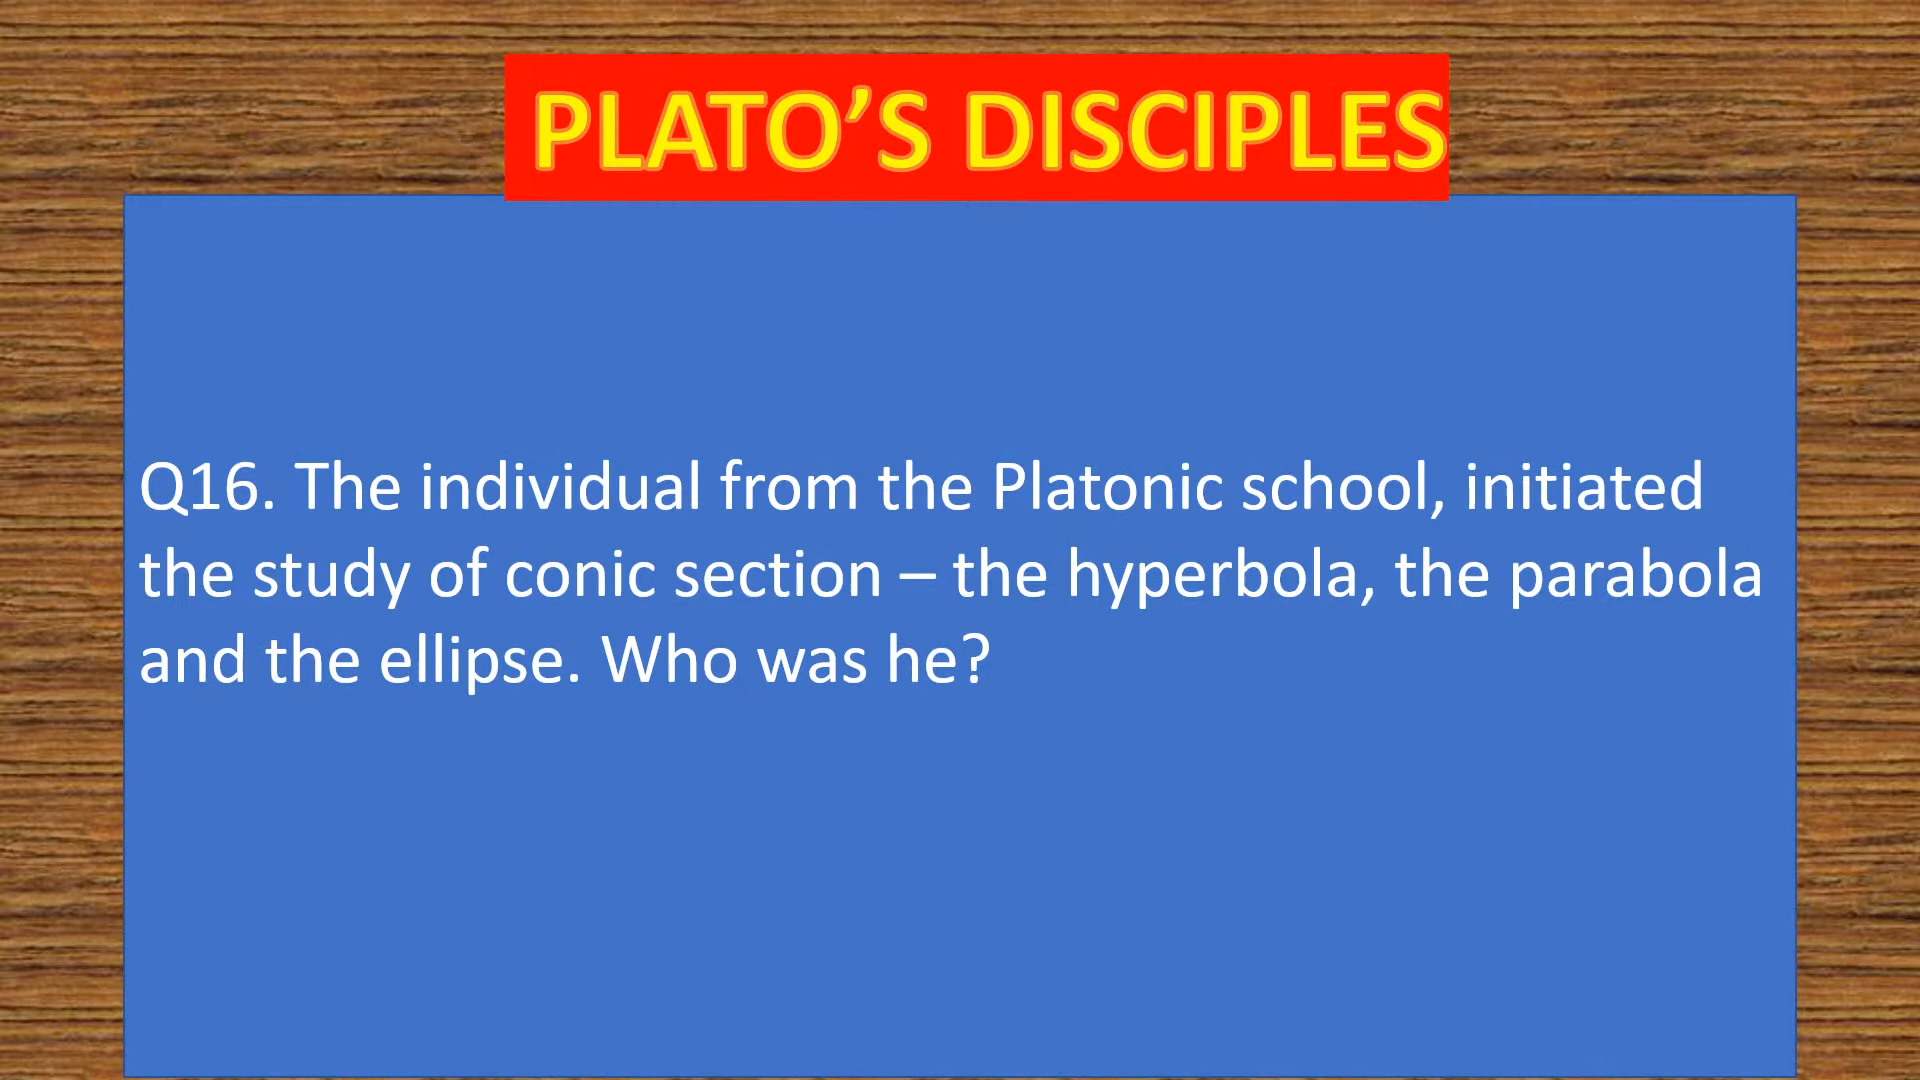 PLATO’S DISCIPLES
Q16. The individual from the Platonic school, initiated
the study of conic section – the hyperbola, the parabola
and the ellipse. Who was he?